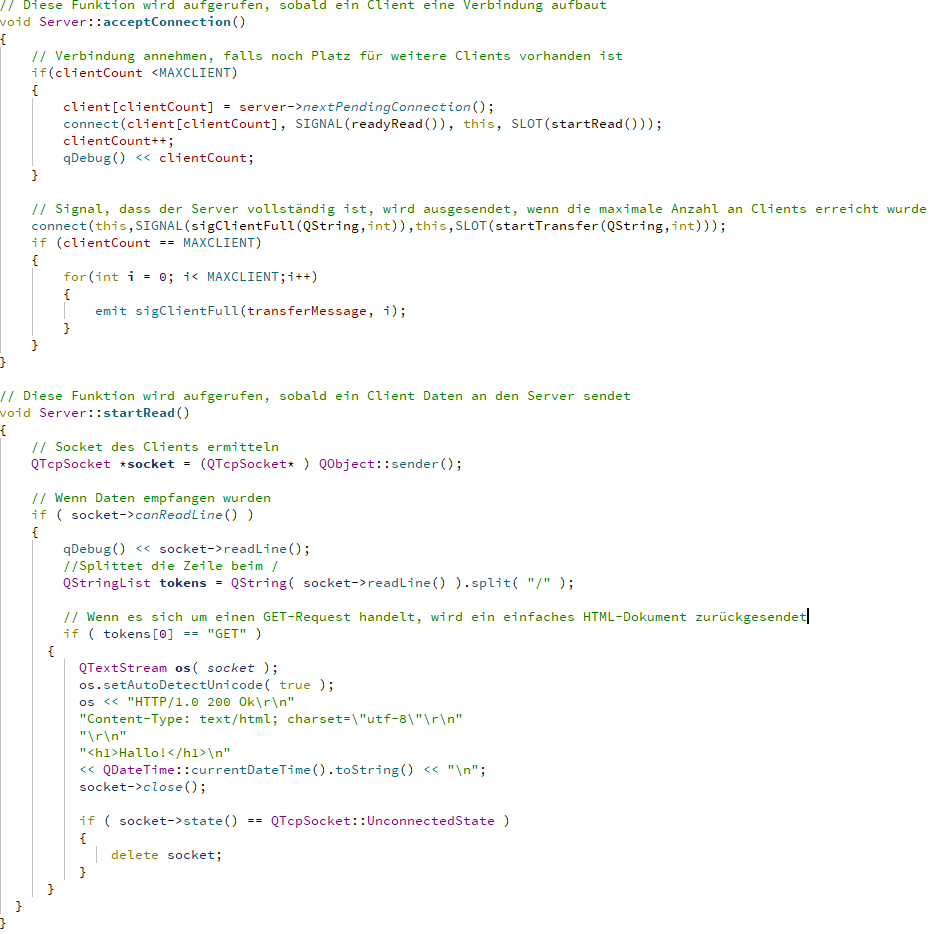 // Diese Funktion wird aufgerufen, sobald ein Client eine Verbindung aufbaut
void Server::acceptConnection()
{
    // Verbindung annehmen, falls noch Platz für weitere Clients vorhanden ist
    if(clientCount <MAXCLIENT)
    {
        client[clientCount] = server->nextPendingConnection();
        connect(client[clientCount], SIGNAL(readyRead()), this, SLOT(startRead()));
        clientCount++;
        qDebug() << clientCount;
    }

    // Signal, dass der Server vollständig ist, wird ausgesendet, wenn die maximale Anzahl an Clients erreicht wurde
    connect(this,SIGNAL(sigClientFull(QString,int)),this,SLOT(startTransfer(QString,int)));
    if (clientCount == MAXCLIENT)
    {
        for(int i = 0; i< MAXCLIENT;i++)
        {
            emit sigClientFull(transferMessage, i);
        }
    }
}

// Diese Funktion wird aufgerufen, sobald ein Client Daten an den Server sendet
void Server::startRead()
{
    // Socket des Clients ermitteln
    QTcpSocket *socket = (QTcpSocket* ) QObject::sender();

    // Wenn Daten empfangen wurden
    if ( socket->canReadLine() )
    {
        qDebug() << socket->readLine();
        //Splittet die Zeile beim /
        QStringList tokens = QString( socket->readLine() ).split( "/" );

        // Wenn es sich um einen GET-Request handelt, wird ein einfaches HTML-Dokument zurückgesendet
        if ( tokens[0] == "GET" )
      {
          QTextStream os( socket );
          os.setAutoDetectUnicode( true );
          os << "HTTP/1.0 200 Ok\r\n"
          "Content-Type: text/html; charset=\"utf-8\"\r\n"
          "\r\n"
          "<h1>Hallo!</h1>\n"
          << QDateTime::currentDateTime().toString() << "\n";
          socket->close();

          if ( socket->state() == QTcpSocket::UnconnectedState )
          {
              delete socket;
          }
      }
  }
}